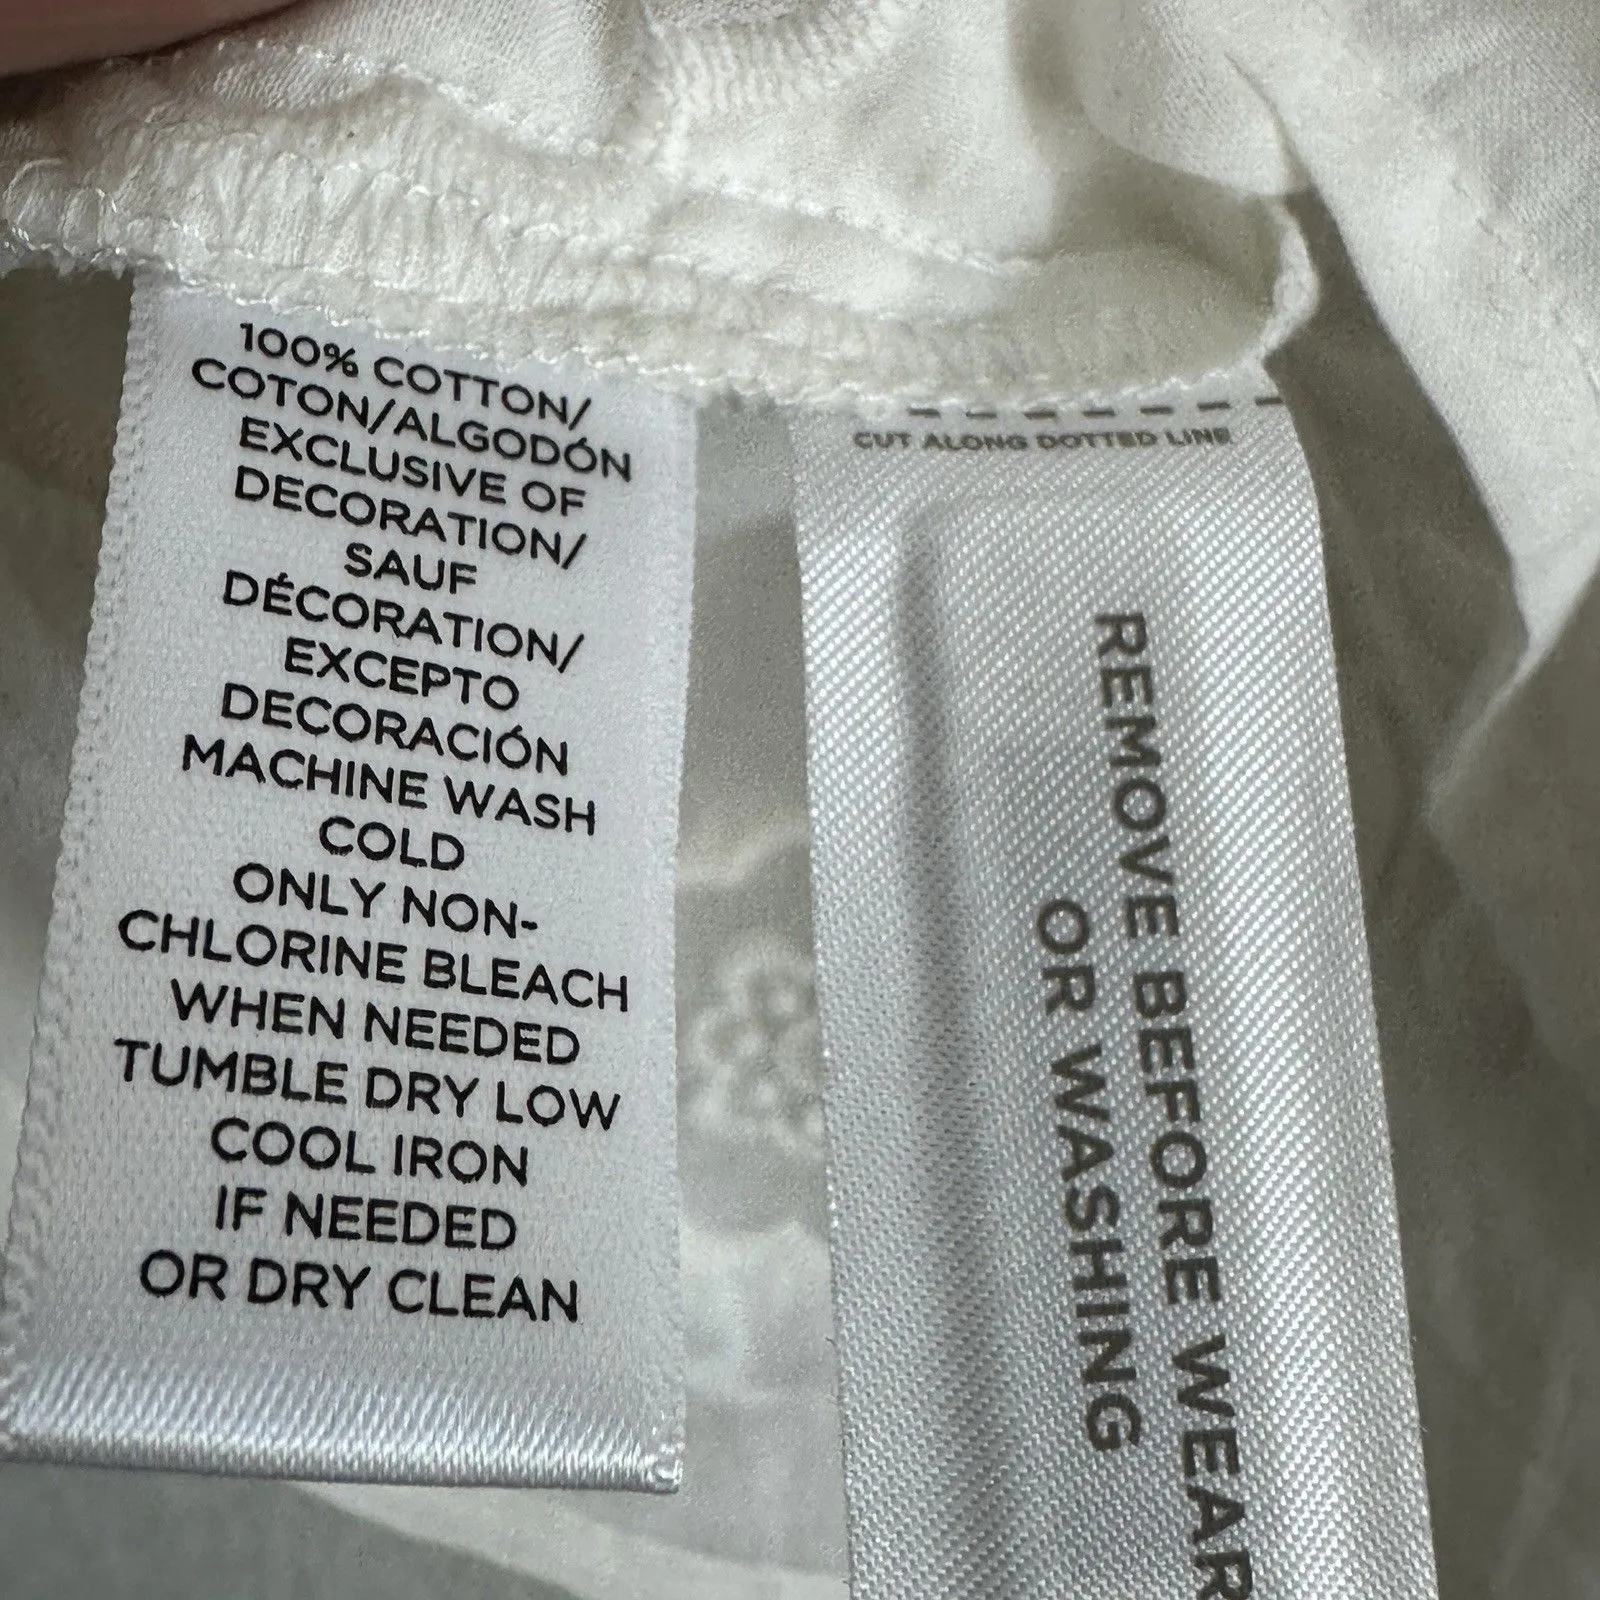 100% COTTON/
COTON/ALGODÓN
EXCLUSIVE OF
DECORATION/
SAUF
DÉCORATION/
EXCEPTO
DECORACIÓN
MACHINE WASH
COLD
ONLY NON-
CHLORINE BLEACH
WHEN NEEDED
TUMBLE DRY LOW
COOL IRON
IF NEEDED
OR DRY CLEAN
CUT ALONG DOTTED LINE
REMOVE BEFORE WEAR
OR WASHING